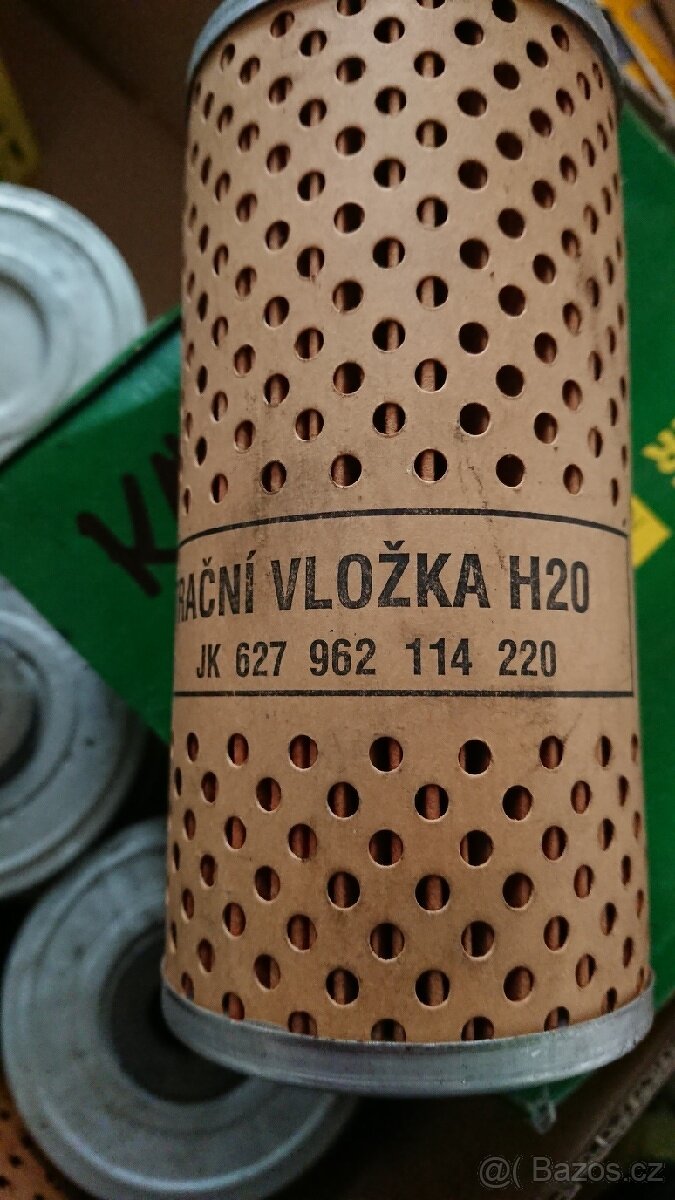 RAČNÍ VLOŽKA H20
JK 627 962 114 220
@( Bazos.cz